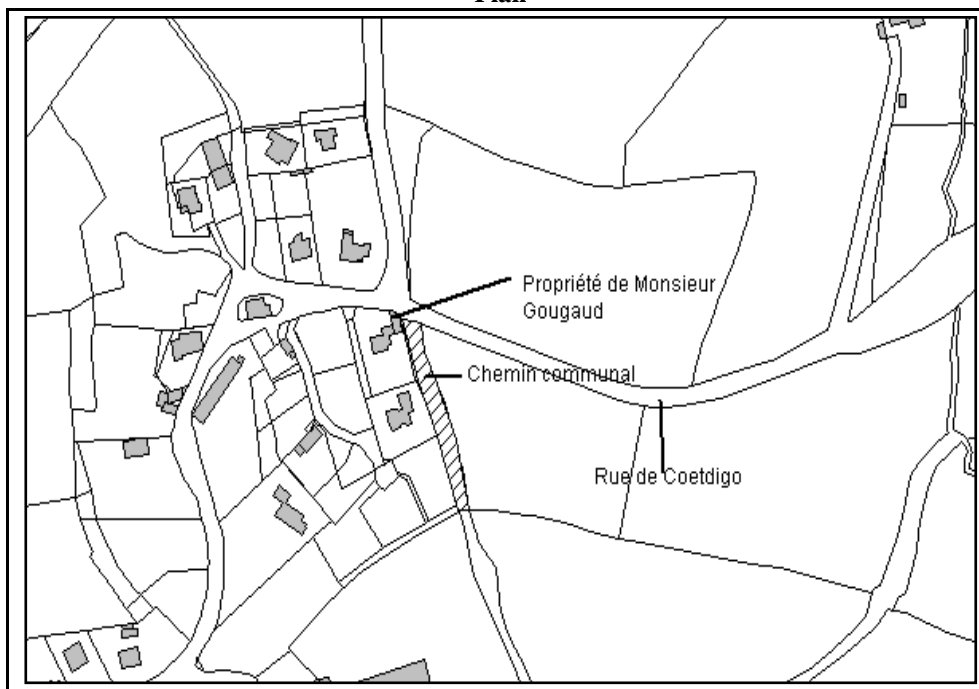 Plan
Propriété de Monsieur
Gougaud
Chemin communal
Rue de Coetdigo